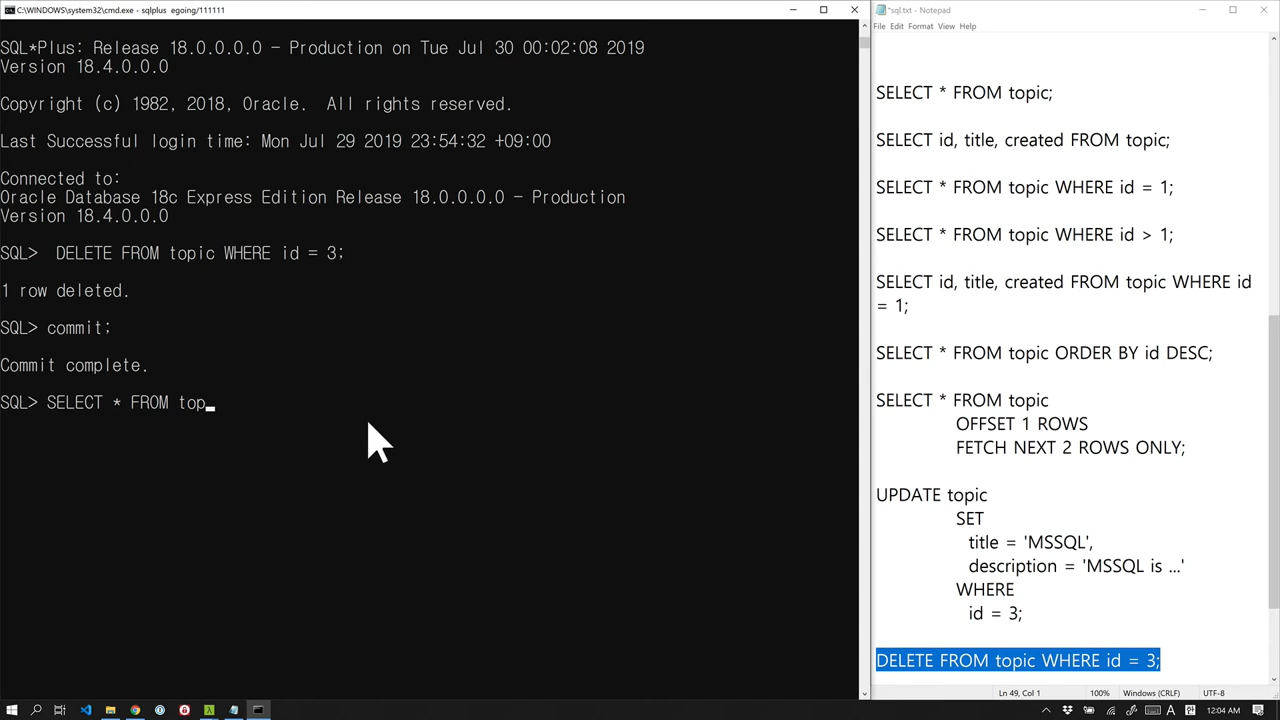 C:\WINDOWS\system32\cmd.exe - sqlplus egoing/111111
SQL*Plus: Release 18.0.0.0.0 - Production on Tue Jul 30 00:02:08 2019
Version 18.4.0.0.0
Copyright (c) 1982, 2018, Oracle.  All rights reserved.
Last Successful login time: Mon Jul 29 2019 23:54:32 +09:00
Connected to:
Oracle Database 18c Express Edition Release 18.0.0.0.0 - Production
Version 18.4.0.0.0
SQL>  DELETE FROM topic WHERE id = 3;
1 row deleted.
SQL> commit;
Commit complete.
SQL> SELECT * FROM top_
*sql.txt - Notepad
File Edit Format View Help
SELECT * FROM topic;
SELECT id, title, created FROM topic;
SELECT * FROM topic WHERE id = 1;
SELECT * FROM topic WHERE id > 1;
SELECT id, title, created FROM topic WHERE id
= 1;
SELECT * FROM topic ORDER BY id DESC;
SELECT * FROM topic
OFFSET 1 ROWS
FETCH NEXT 2 ROWS ONLY;
UPDATE topic
SET
title = 'MSSQL',
description = 'MSSQL is ...'
WHERE
id = 3;
DELETE FROM topic WHERE id = 3;
Ln 49, Col 1 100% Windows (CRLF) UTF-8
A 12:04 AM